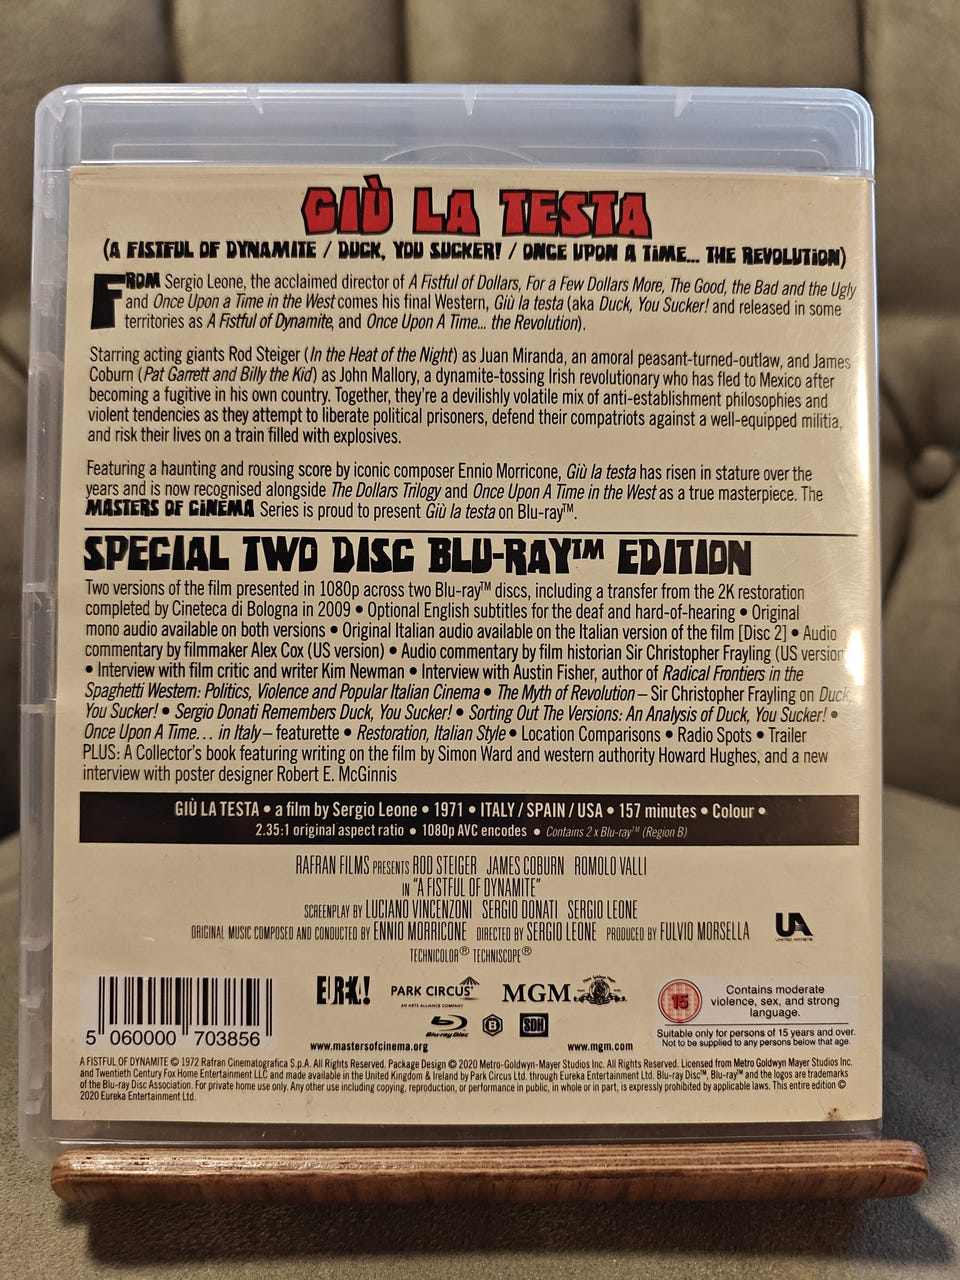 GIÙ LA TESTA
(A FISTFUL OF DYNAMITE / DUCK, YOU SUCKER! / ONCE UPON A TIME... THE REVOLUTION)
FROM Sergio Leone, the acclaimed director of A Fistful of Dollars, For a Few Dollars More, The Good, the Bad and the Ugly
and Once Upon a Time in the West comes his final Western, Giù la testa (aka Duck, You Sucker! and released in some
territories as A Fistful of Dynamite, and Once Upon A Time... the Revolution).
Starring acting giants Rod Steiger (In the Heat of the Night) as Juan Miranda, an amoral peasant-turned-outlaw, and James
Coburn (Pat Garrett and Billy the Kid) as John Mallory, a dynamite-tossing Irish revolutionary who has fled to Mexico after
becoming a fugitive in his own country. Together, they're a devilishly volatile mix of anti-establishment philosophies and
violent tendencies as they attempt to liberate political prisoners, defend their compatriots against a well-equipped militia,
and risk their lives on a train filled with explosives.
Featuring a haunting and rousing score by iconic composer Ennio Morricone, Giù la testa has risen in stature over the
years and is now recognised alongside The Dollars Trilogy and Once Upon A Time in the West as a true masterpiece. The
MASTERS OF CINEMA Series is proud to present Giù la testa on Blu-ray™.
SPECIAL TWO DISC BLU-RAY™ EDITION
Two versions of the film presented in 1080p across two Blu-ray™ discs, including a transfer from the 2K restoration
completed by Cineteca di Bologna in 2009 • Optional English subtitles for the deaf and hard-of-hearing • Original
mono audio available on both versions • Original Italian audio available on the Italian version of the film [Disc 2] • Audio
commentary by filmmaker Alex Cox (US version) • Audio commentary by film historian Sir Christopher Frayling (US version
• Interview with film critic and writer Kim Newman • Interview with Austin Fisher, author of Radical Frontiers in the
Spaghetti Western: Politics, Violence and Popular Italian Cinema • The Myth of Revolution – Sir Christopher Frayling on Duck,
You Sucker! • Sergio Donati Remembers Duck, You Sucker! • Sorting Out The Versions: An Analysis of Duck, You Sucker! •
Once Upon A Time... in Italy – featurette • Restoration, Italian Style • Location Comparisons • Radio Spots • Trailer
PLUS: A Collector's book featuring writing on the film by Simon Ward and western authority Howard Hughes, and a new
interview with poster designer Robert E. McGinnis
GIÙ LA TESTA • a film by Sergio Leone • 1971 • ITALY / SPAIN / USA • 157 minutes • Colour •
2.35:1 original aspect ratio • 1080p AVC encodes • Contains 2 x Blu-ray™ (Region B)
RAFRAN FILMS PRESENTS ROD STEIGER JAMES COBURN ROMOLO VALLI
IN "A FISTFUL OF DYNAMITE"
SCREENPLAY BY LUCIANO VINCENZONI SERGIO DONATI SERGIO LEONE
ORIGINAL MUSIC COMPOSED AND CONDUCTED BY ENNIO MORRICONE DIRECTED BY SERGIO LEONE PRODUCED BY FULVIO MORSELLA
TECHNICOLOR® TECHNISCOPE®
UA
UNITED ARTISTS
5 060000 703856
EUREKA!
PARK CIRCUS
AN ARTS ALLIANCE COMPANY
MGM
Blu-ray Disc
B
SDH
www.mastersofcinema.org
www.mgm.com
15
Contains moderate
violence, sex, and strong
language.
Suitable only for persons of 15 years and over.
Not to be supplied to any person below that age.
A FISTFUL OF DYNAMITE © 1972 Rafran Cinematografica S.p.A. All Rights Reserved. Package Design © 2020 Metro-Goldwyn-Mayer Studios Inc. All Rights Reserved. Licensed from Metro Goldwyn Mayer Studios Inc.
and Twentieth Century Fox Home Entertainment LLC and made available in the United Kingdom & Ireland by Park Circus Ltd. through Eureka Entertainment Ltd. Blu-ray Disc™, Blu-ray™ and the logos are trademarks
of the Blu-ray Disc Association. For private home use only. Any other use including copying, reproduction, or performance in public, in whole or in part, is expressly prohibited by applicable laws. This entire edition ©
2020 Eureka Entertainment Ltd.